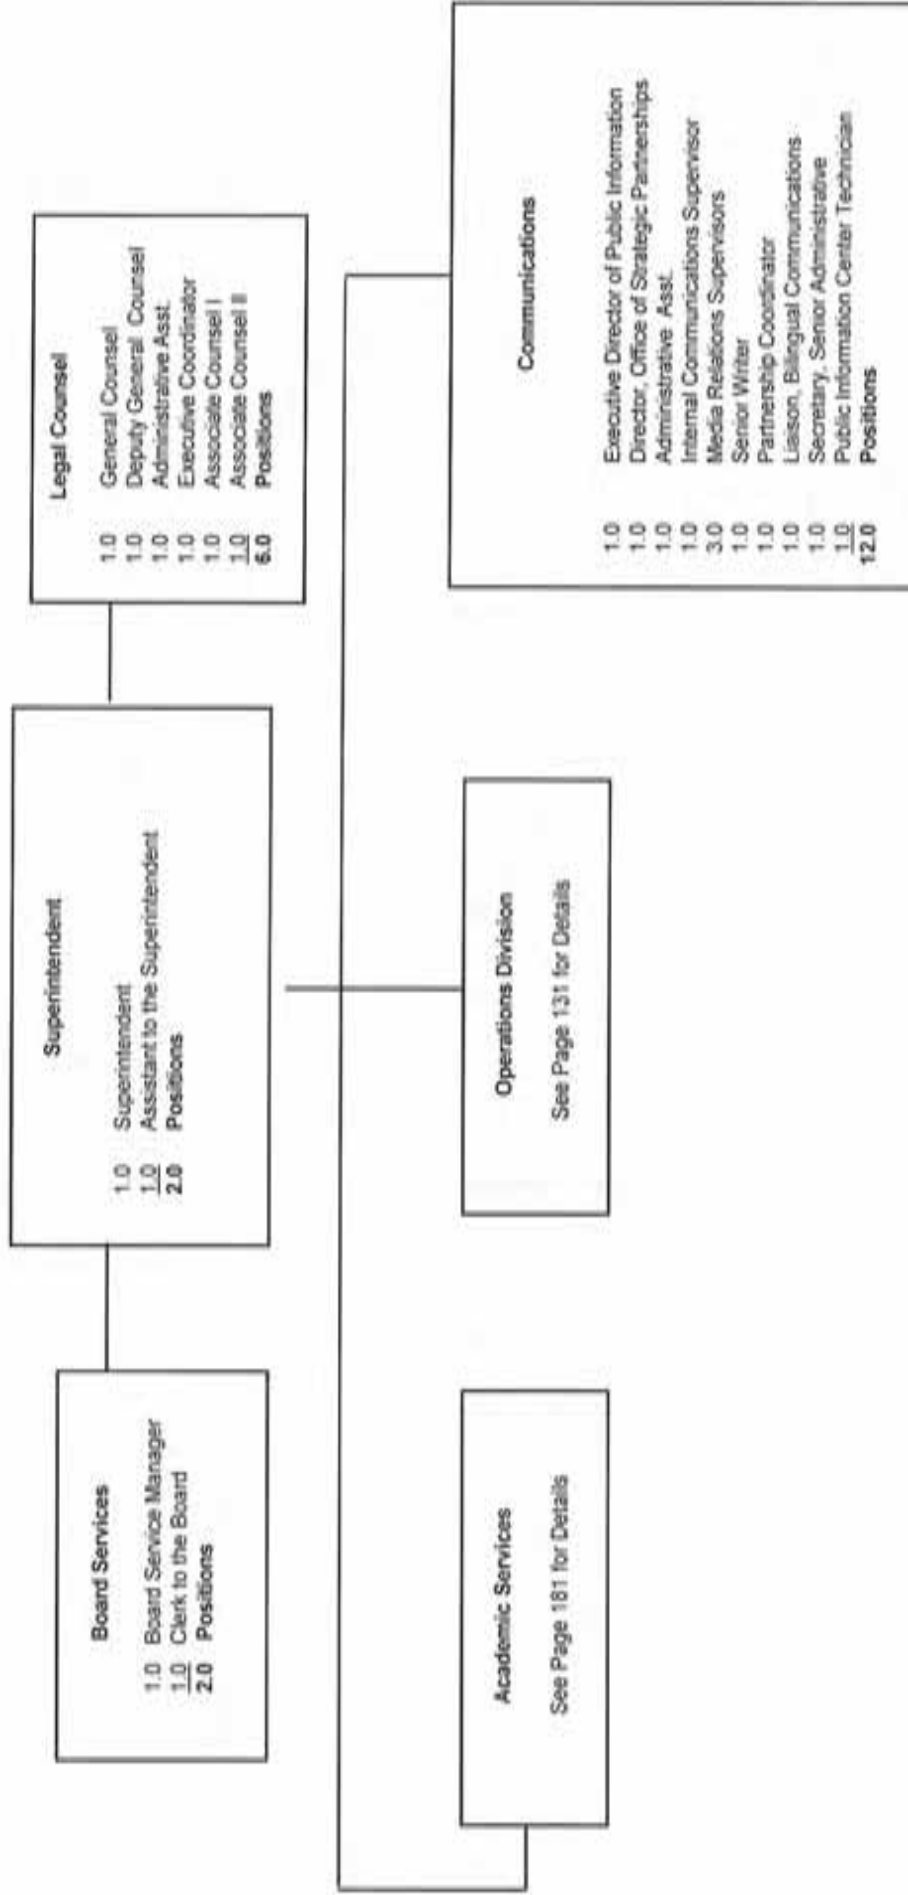 Board Services
1.0 Board Service Manager
1.0 Clerk to the Board
2.0 Positions
Superintendent
1.0 Superintendent
1.0 Assistant to the Superintendent
2.0 Positions
Legal Counsel
1.0 General Counsel
1.0 Deputy General Counsel
1.0 Administrative Asst.
1.0 Executive Coordinator
1.0 Associate Counsel I
1.0 Associate Counsel II
6.0 Positions
Academic Services
See Page 181 for Details
Operations Division
See Page 131 for Details
Communications
1.0 Executive Director of Public Information
1.0 Director, Office of Strategic Partnerships
1.0 Administrative Asst.
1.0 Internal Communications Supervisor
3.0 Media Relations Supervisors
1.0 Senior Writer
1.0 Partnership Coordinator
1.0 Liaison, Bilingual Communications
1.0 Secretary, Senior Administrative
1.0 Public Information Center Technician
12.0 Positions